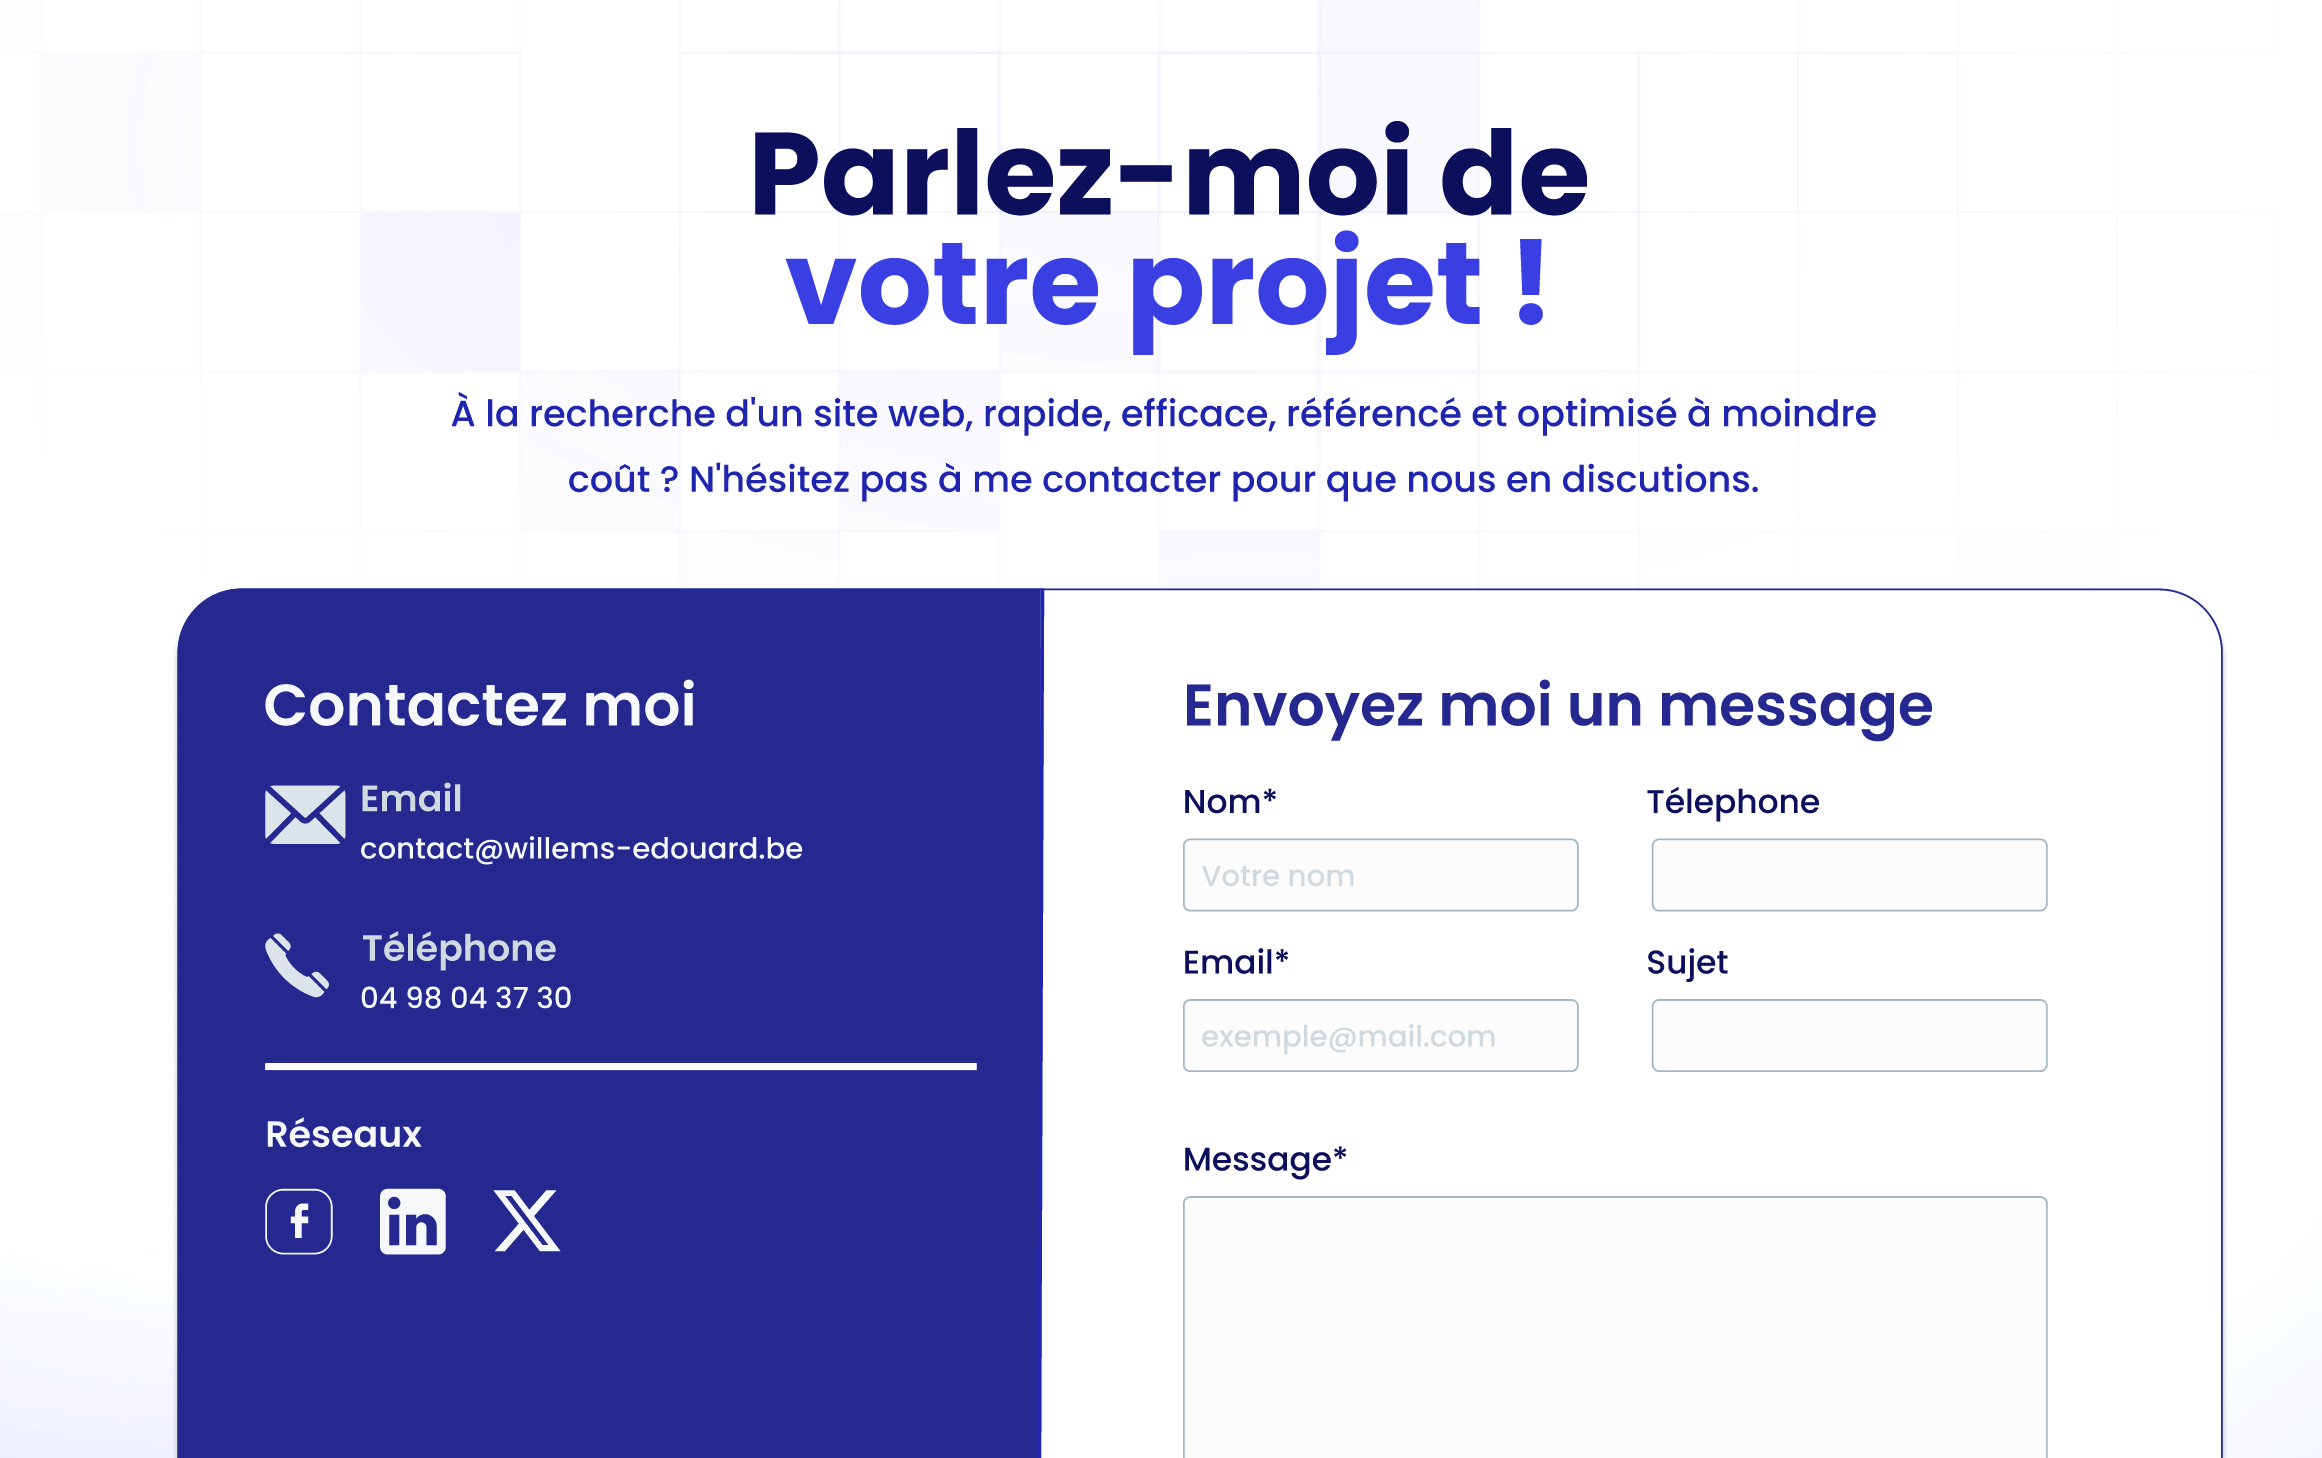 Parlez-moi de
votre projet !
À la recherche d'un site web, rapide, efficace, référencé et optimisé à moindre
coût ? N'hésitez pas à me contacter pour que nous en discutions.
Contactez moi
Email
contact@willems-edouard.be
Téléphone
04 98 04 37 30
Réseaux
f
in
X
Envoyez moi un message
Nom*
Télephone
Votre nom
Email*
Sujet
exemple@mail.com
Message*